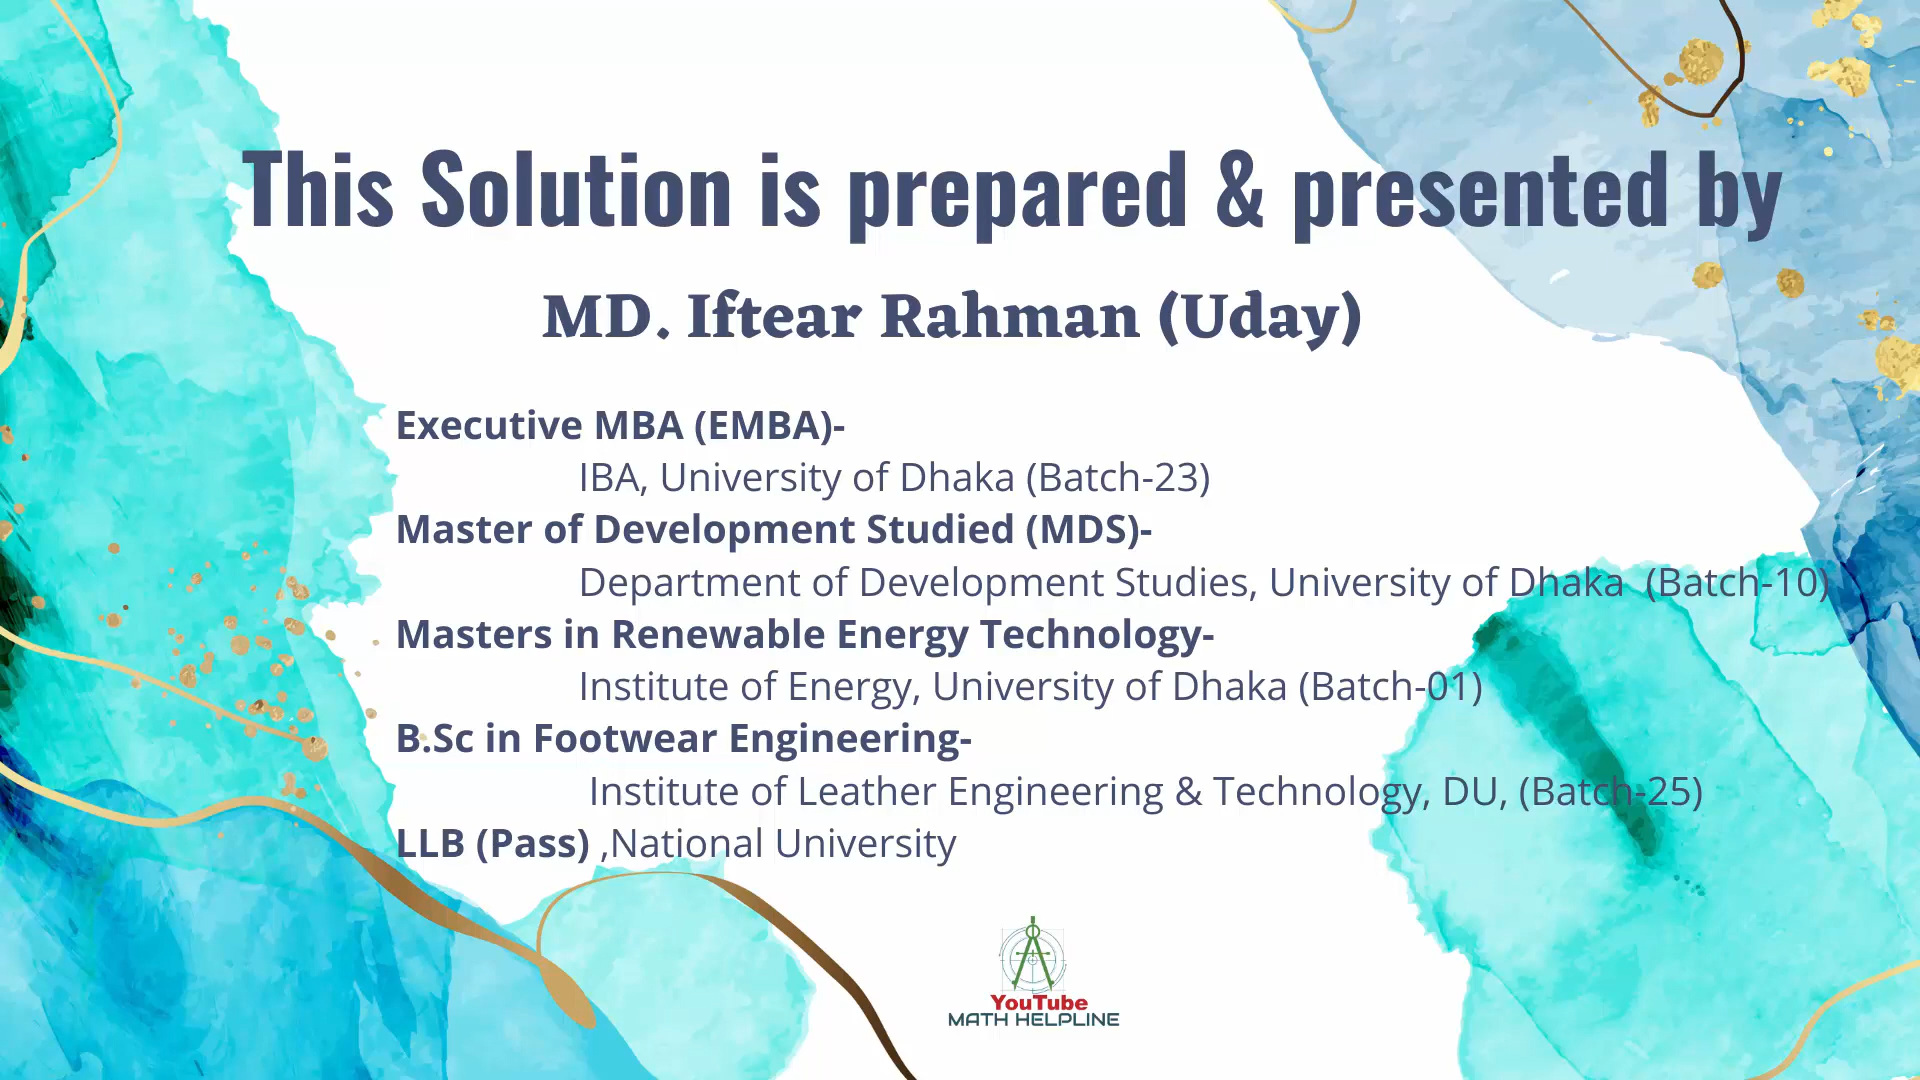 This Solution is prepared & presented by
MD. Iftear Rahman (Uday)
Executive MBA (EMBA)-
IBA, University of Dhaka (Batch-23)
Master of Development Studied (MDS)-
Department of Development Studies, University of Dhaka (Batch-10)
Masters in Renewable Energy Technology-
Institute of Energy, University of Dhaka (Batch-01)
B.Sc in Footwear Engineering-
Institute of Leather Engineering & Technology, DU, (Batch-25)
LLB (Pass) ,National University
YouTube
MATH HELPLINE